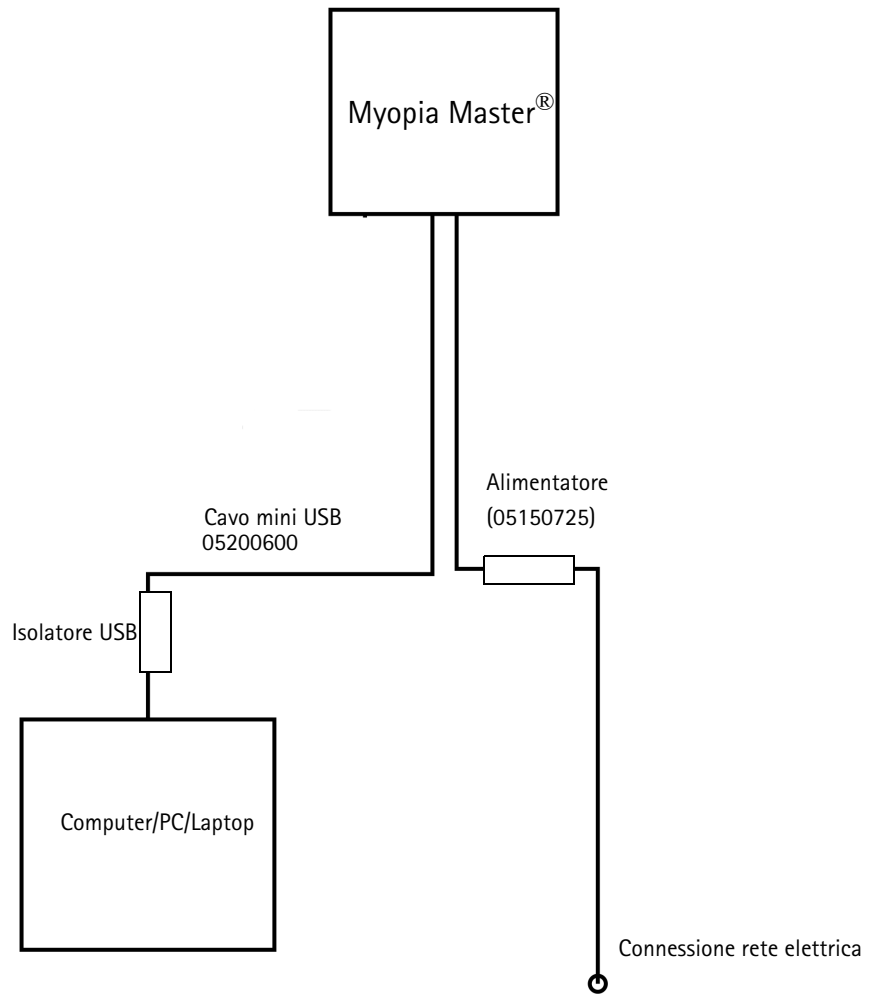 Myopia Master®
Alimentatore
(05150725)
Cavo mini USB
05200600
Isolatore USB
Computer/PC/Laptop
Connessione rete elettrica